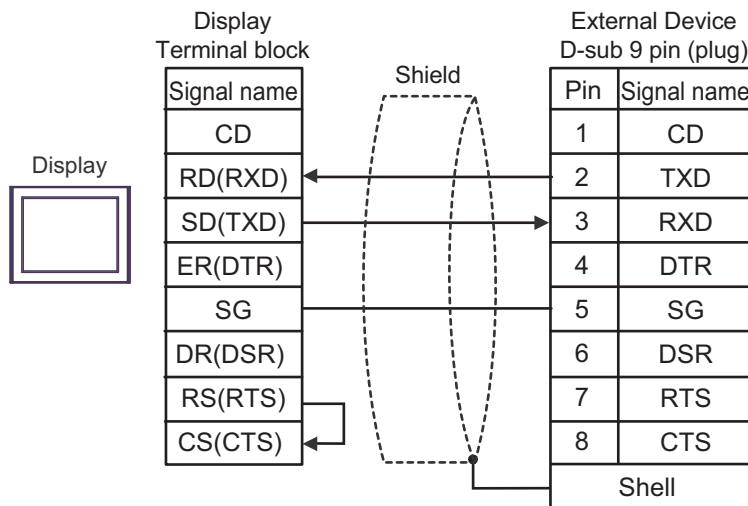 Display
Terminal block
External Device
D-sub 9 pin (plug)
Shield
Signal name
Pin Signal name
CD
1 CD
Display
RD(RXD)
2 TXD
SD(TXD)
3 RXD
ER(DTR)
4 DTR
SG
5 SG
DR(DSR)
6 DSR
RS(RTS)
7 RTS
CS(CTS)
8 CTS
Shell